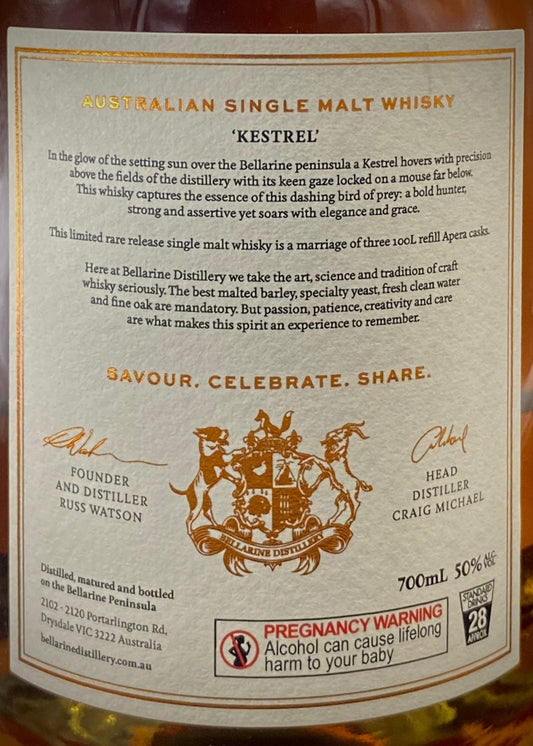 AUSTRALIAN SINGLE MALT WHISKY
'KESTREL'
In the glow of the setting sun over the Bellarine peninsula a Kestrel hovers with precision
above the fields of the distillery with its keen gaze locked on a mouse far below.
This whisky captures the essence of this dashing bird of prey: a bold hunter,
strong and assertive yet soars with elegance and grace.
This limited rare release single malt whisky is a marriage of three 100L refill Apera casks.
Here at Bellarine Distillery we take the art, science and tradition of craft
whisky seriously. The best malted barley, specialty yeast, fresh clean water
and fine oak are mandatory. But passion, patience, creativity and care
are what makes this spirit an experience to remember.
SAVOUR. CELEBRATE. SHARE.
FOUNDER
AND DISTILLER
RUSS WATSON
BELLARINE DISTILLERY
HEAD
DISTILLER
CRAIG MICHAEL
Distilled, matured and bottled
on the Bellarine Peninsula
2102 - 2120 Portarlington Rd,
Drysdale VIC 3222 Australia
bellarinedistillery.com.au
700mL 50% ALC. VOL.
STANDARD
DRINKS
28
APPROX.
PREGNANCY WARNING
Alcohol can cause lifelong
harm to your baby